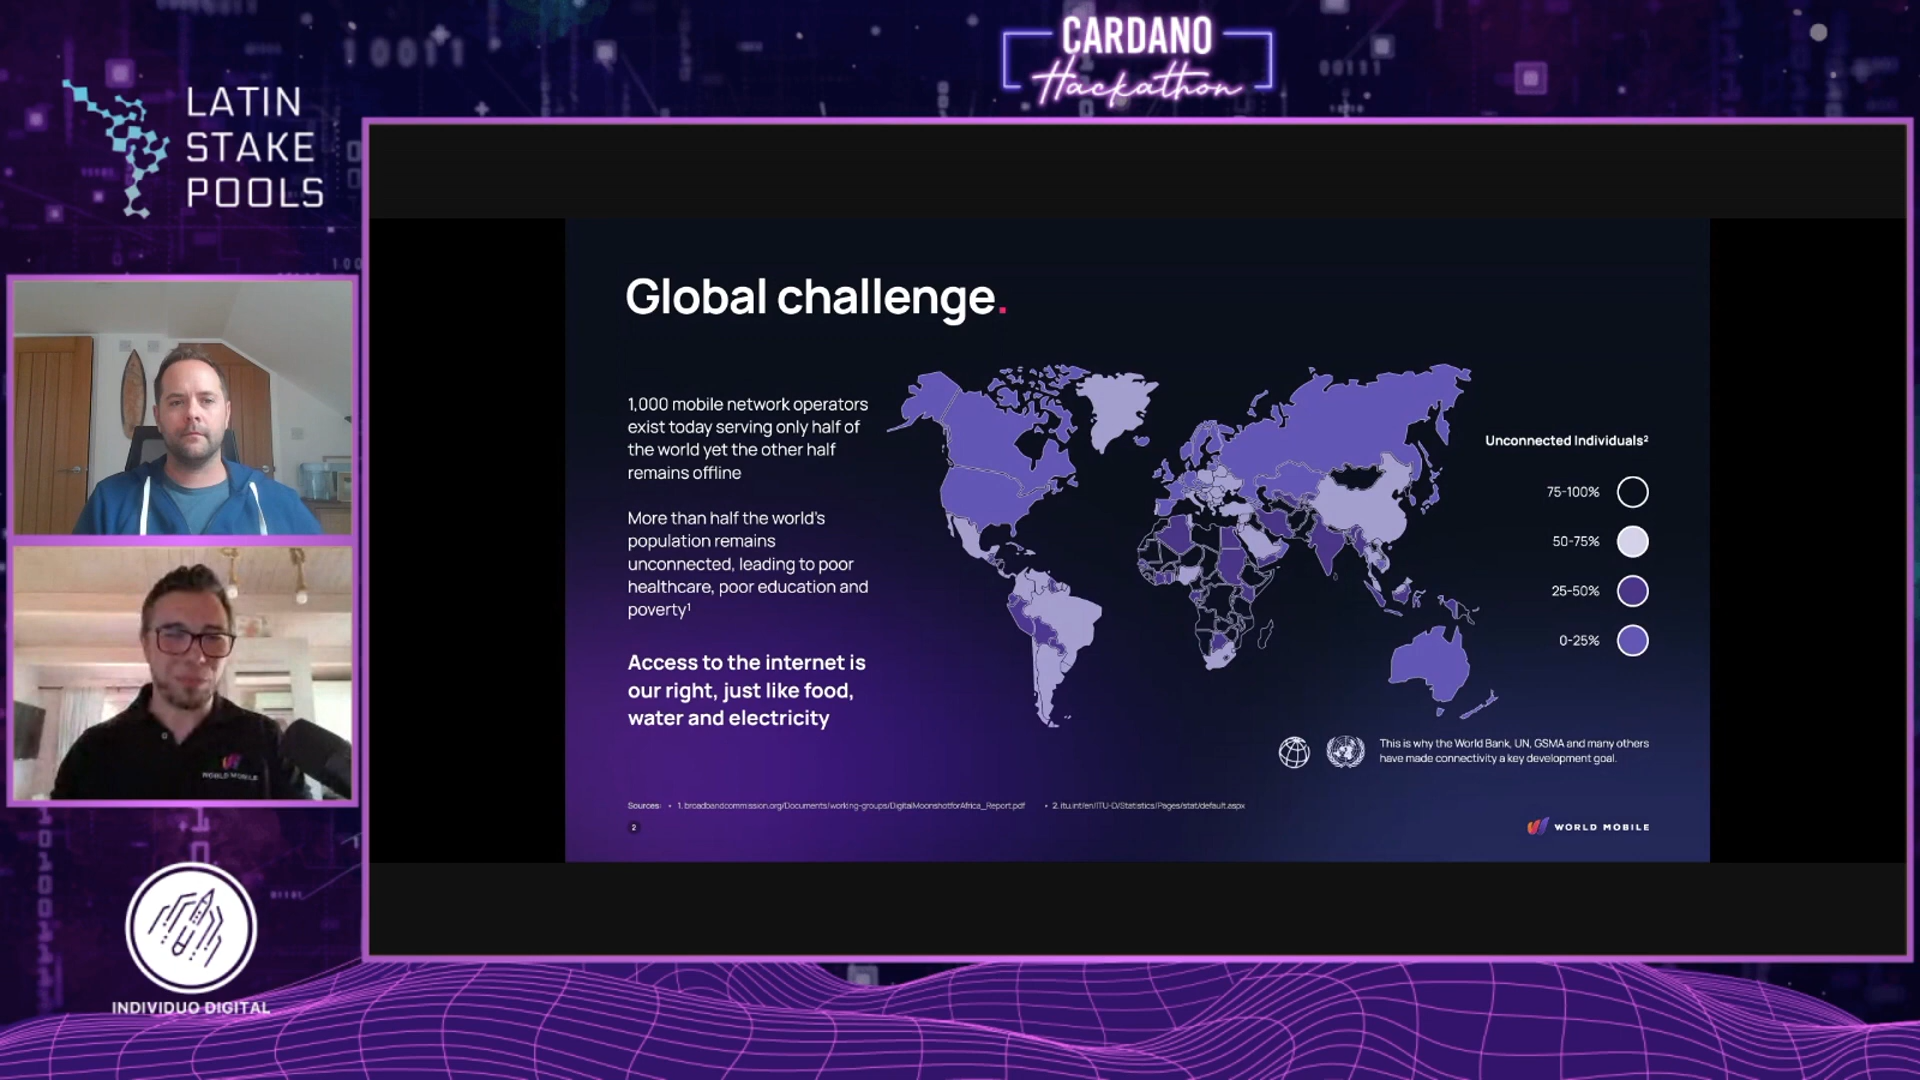 LATIN
STAKE
POOLS
CARDANO
Hackathon
Global challenge.
1,000 mobile network operators
exist today serving only half of
the world yet the other half
remains offline
More than half the world's
population remains
unconnected, leading to poor
healthcare, poor education and
poverty¹
Access to the internet is
our right, just like food,
water and electricity
Unconnected Individuals²
75-100%
50-75%
25-50%
0-25%
This is why the World Bank, UN, GSMA and many others
have made connectivity a key development goal.
Sources: • 1. broadbandcommission.org/Documents/working-groups/DigitalMoonshotforAfrica_Report.pdf • 2. itu.int/en/ITU-D/Statistics/Pages/stat/default.aspx
2
WORLD MOBILE
WORLD MOBILE
INDIVIDUO DIGITAL